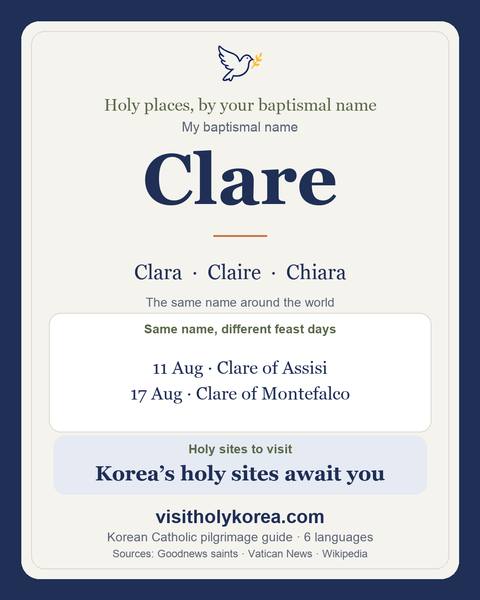 Holy places, by your baptismal name
My baptismal name
Clare
Clara · Claire · Chiara
The same name around the world
Same name, different feast days
11 Aug · Clare of Assisi
17 Aug · Clare of Montefalco
Holy sites to visit
Korea’s holy sites await you
visitholykorea.com
Korean Catholic pilgrimage guide · 6 languages
Sources: Goodnews saints · Vatican News · Wikipedia